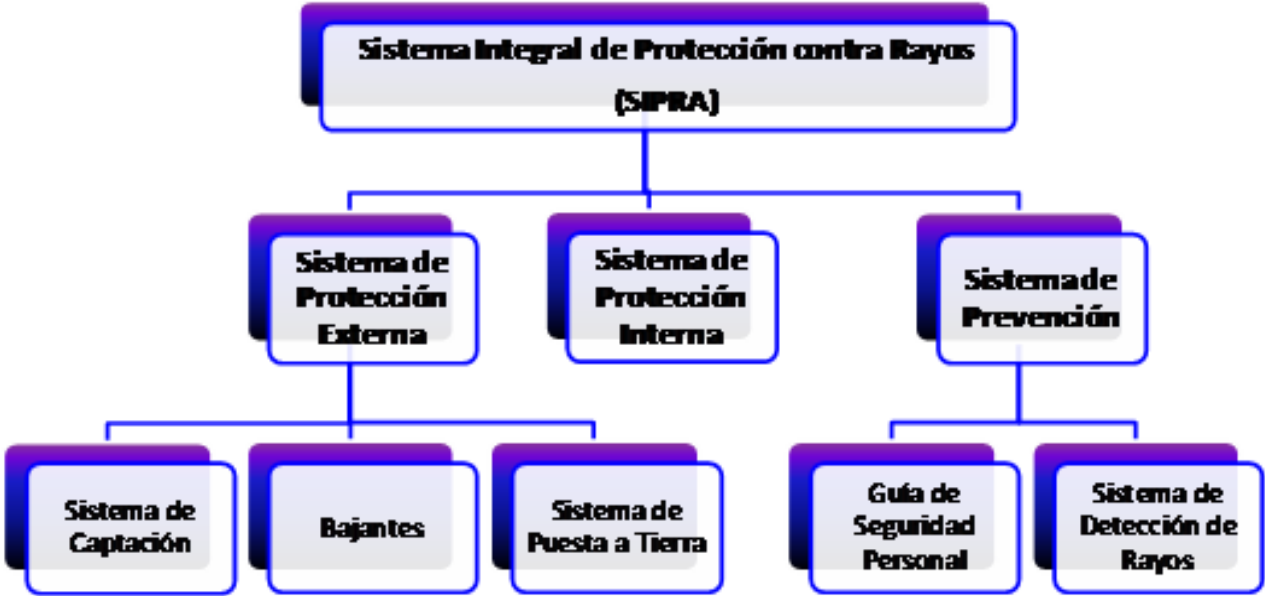 Sistema Integral de Protección contra Rayos
(SIPRA)
Sistema de
Protección
Externa
Sistema de
Protección
Interna
Sistema de
Prevención
Sistema de
Captación
Bajantes
Sistema de
Puesta a Tierra
Guía de
Seguridad
Personal
Sistema de
Detección de
Rayos